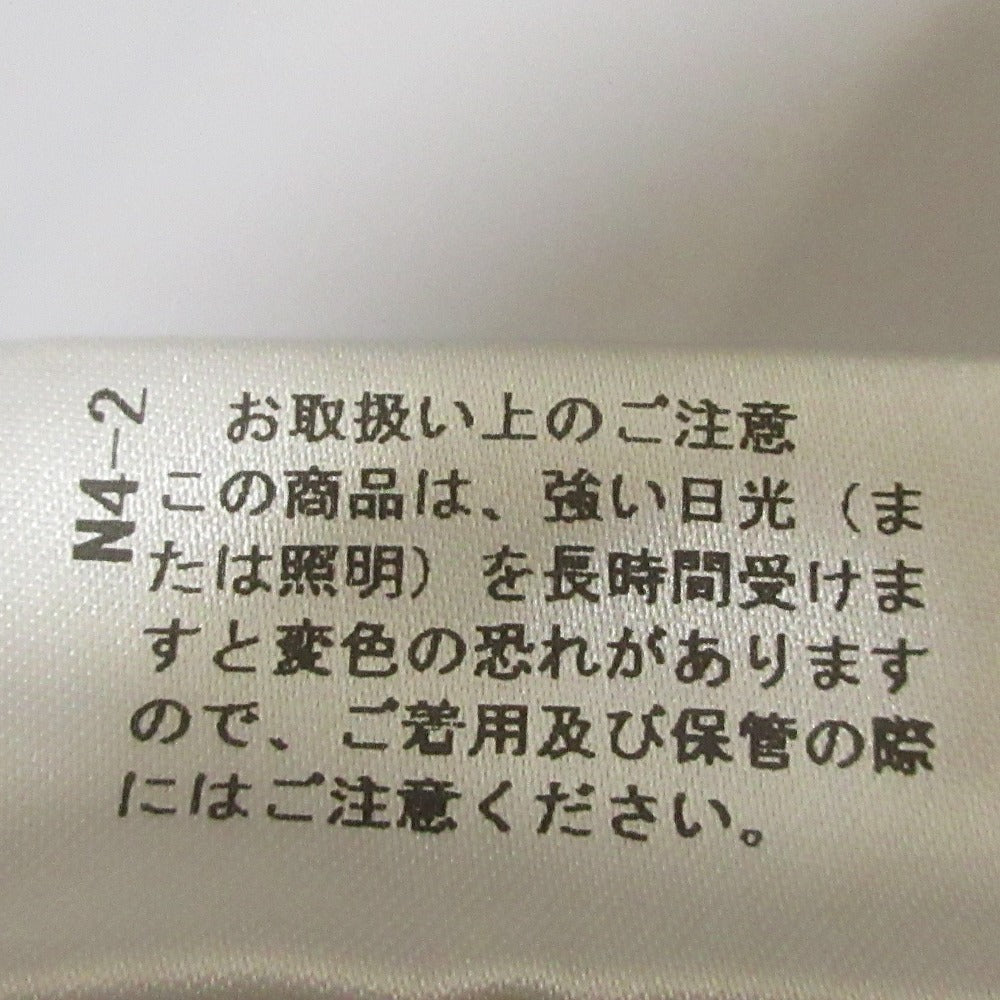 お取扱い上のご注意
この商品は、強い日光（ま
たは照明）を長時間受けま
すと変色の恐れがあります
ので、ご着用及び保管の際
にはご注意ください。
N4-2